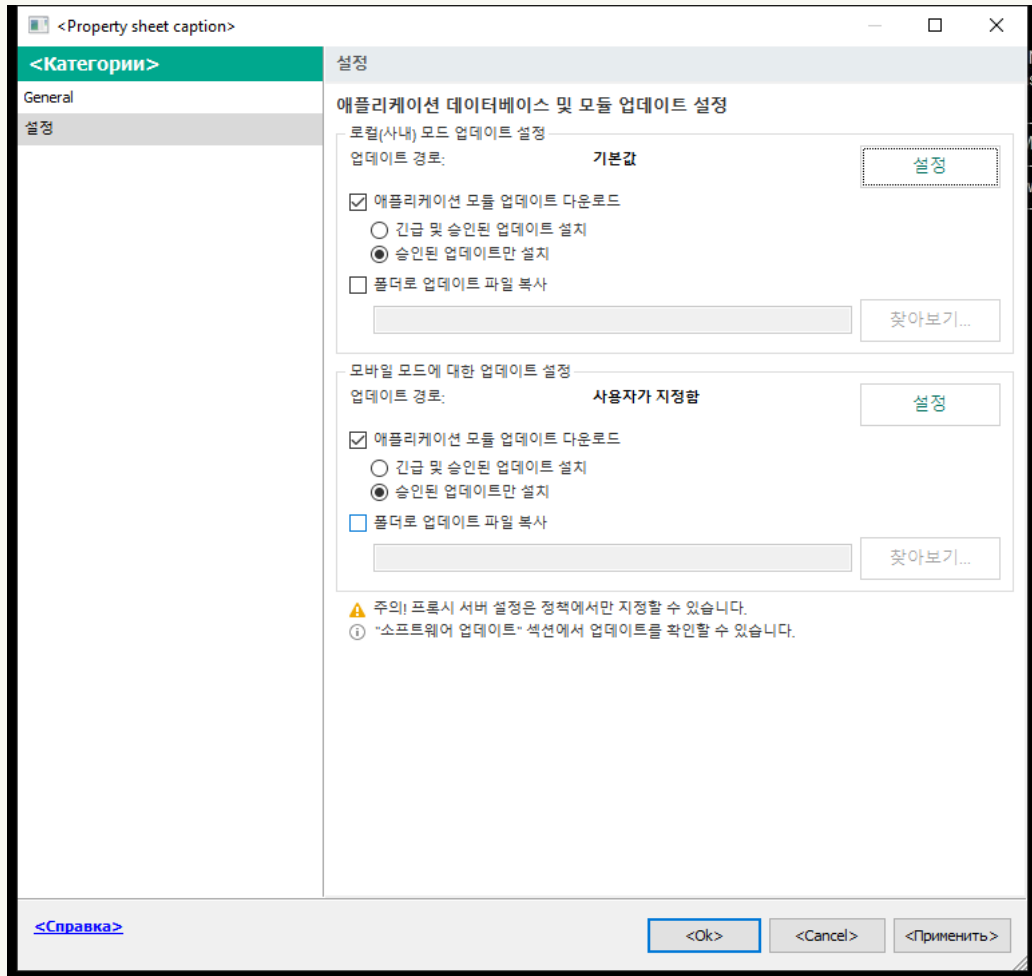 <Property sheet caption>
<Категории>
General
설정
설정
애플리케이션 데이터베이스 및 모듈 업데이트 설정
로컬(사내) 모드 업데이트 설정
업데이트 경로: 기본값 설정
애플리케이션 모듈 업데이트 다운로드
긴급 및 승인된 업데이트 설치
승인된 업데이트만 설치
폴더로 업데이트 파일 복사
찾아보기...
모바일 모드에 대한 업데이트 설정
업데이트 경로: 사용자가 지정함 설정
애플리케이션 모듈 업데이트 다운로드
긴급 및 승인된 업데이트 설치
승인된 업데이트만 설치
폴더로 업데이트 파일 복사
찾아보기...
주의! 프록시 서버 설정은 정책에서만 지정할 수 있습니다.
"소프트웨어 업데이트" 섹션에서 업데이트를 확인할 수 있습니다.
<Справка>
<Ok> <Cancel> <Применить>